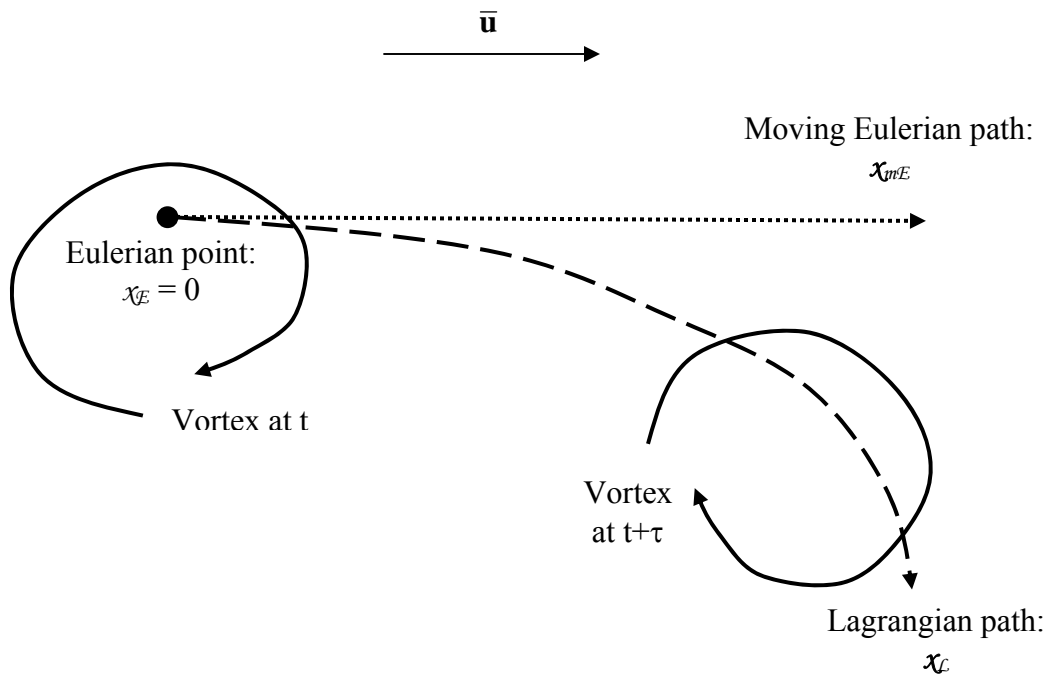 ū
Moving Eulerian path:
x_mE
Eulerian point:
x_E = 0
Vortex at t
Vortex
at t+τ
Lagrangian path:
x_L